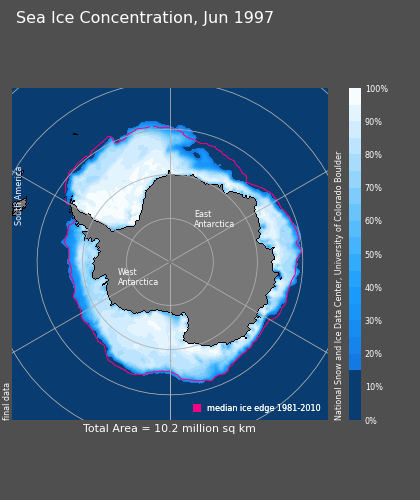 Sea Ice Concentration, Jun 1997
South America
East
Antarctica
West
Antarctica
median ice edge 1981-2010
final data
Total Area = 10.2 million sq km
National Snow and Ice Data Center, University of Colorado Boulder
100%
90%
80%
70%
60%
50%
40%
30%
20%
10%
0%